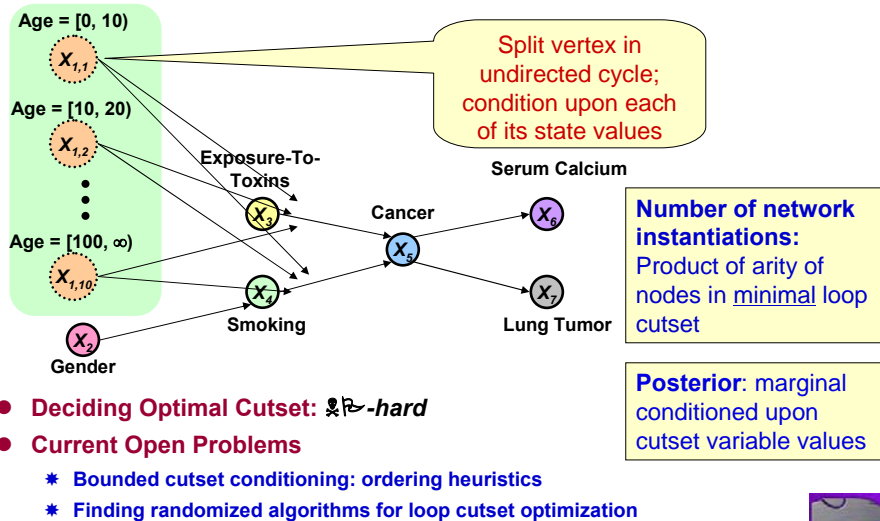 Age = [0, 10)
X1,1
Age = [10, 20)
X1,2
Age = [100, ∞)
X1,10
X2
Gender
Exposure-To-
Toxins
X3
X4
Smoking
Cancer
X5
Serum Calcium
X6
X7
Lung Tumor
Split vertex in
undirected cycle;
condition upon each
of its state values
Number of network
instantiations:
Product of arity of
nodes in minimal loop
cutset
Posterior: marginal
conditioned upon
cutset variable values
Deciding Optimal Cutset: ☠🏱-hard
Current Open Problems
Bounded cutset conditioning: ordering heuristics
Finding randomized algorithms for loop cutset optimization